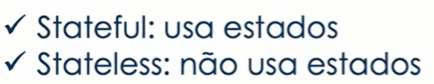 ✓ Stateful: usa estados
✓ Stateless: não usa estados